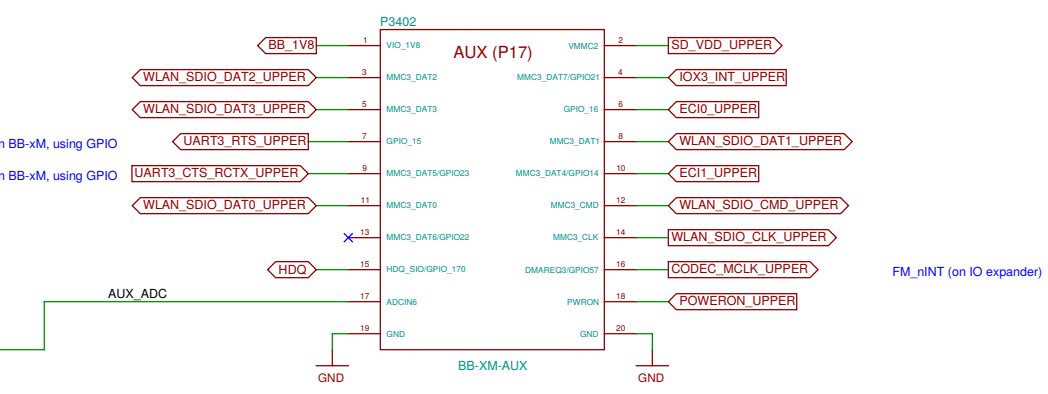 P3402
AUX (P17)
BB_1V8 1 VIO_1V8 VMMC2 2 SD_VDD_UPPER
WLAN_SDIO_DAT2_UPPER 3 MMC3_DAT2 MMC3_DAT7/GPIO21 4 IOX3_INT_UPPER
WLAN_SDIO_DAT3_UPPER 5 MMC3_DAT3 GPIO_16 6 ECI0_UPPER
BB-xM, using GPIO UART3_RTS_UPPER 7 GPIO_15 MMC3_DAT1 8 WLAN_SDIO_DAT1_UPPER
BB-xM, using GPIO UART3_CTS_RCTX_UPPER 9 MMC3_DAT5/GPIO23 MMC3_DAT4/GPIO14 10 ECI1_UPPER
WLAN_SDIO_DAT0_UPPER 11 MMC3_DAT0 MMC3_CMD 12 WLAN_SDIO_CMD_UPPER
13 MMC3_DAT6/GPIO22 MMC3_CLK 14 WLAN_SDIO_CLK_UPPER
HDQ 15 HDQ_SIO/GPIO_170 DMAREQ3/GPIO57 16 CODEC_MCLK_UPPER FM_nINT (on IO expander)
AUX_ADC 17 ADCIN6 PWRON 18 POWERON_UPPER
19 GND GND 20
GND BB-XM-AUX GND